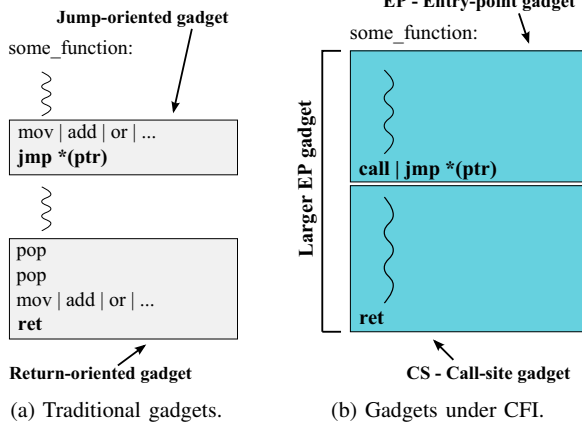 Jump-oriented gadget
some_function:
mov | add | or | ...
jmp *(ptr)
pop
pop
mov | add | or | ...
ret
Return-oriented gadget
(a) Traditional gadgets.
EP - Entry-point gadget
some_function:
Larger EP gadget
call | jmp *(ptr)
ret
CS - Call-site gadget
(b) Gadgets under CFI.